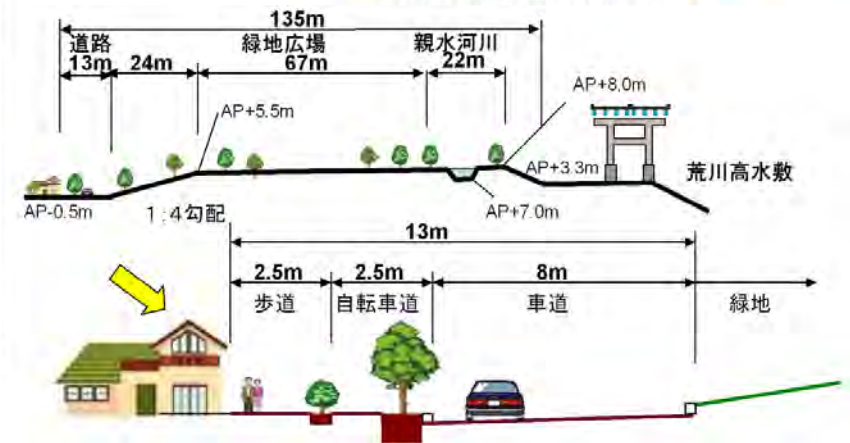 135m
道路
緑地広場
親水河川
13m
24m
67m
22m
AP+8.0m
AP+5.5m
AP+3.3m
荒川高水敷
AP-0.5m
1:4勾配
AP+7.0m
13m
2.5m
2.5m
8m
歩道
自転車道
車道
緑地